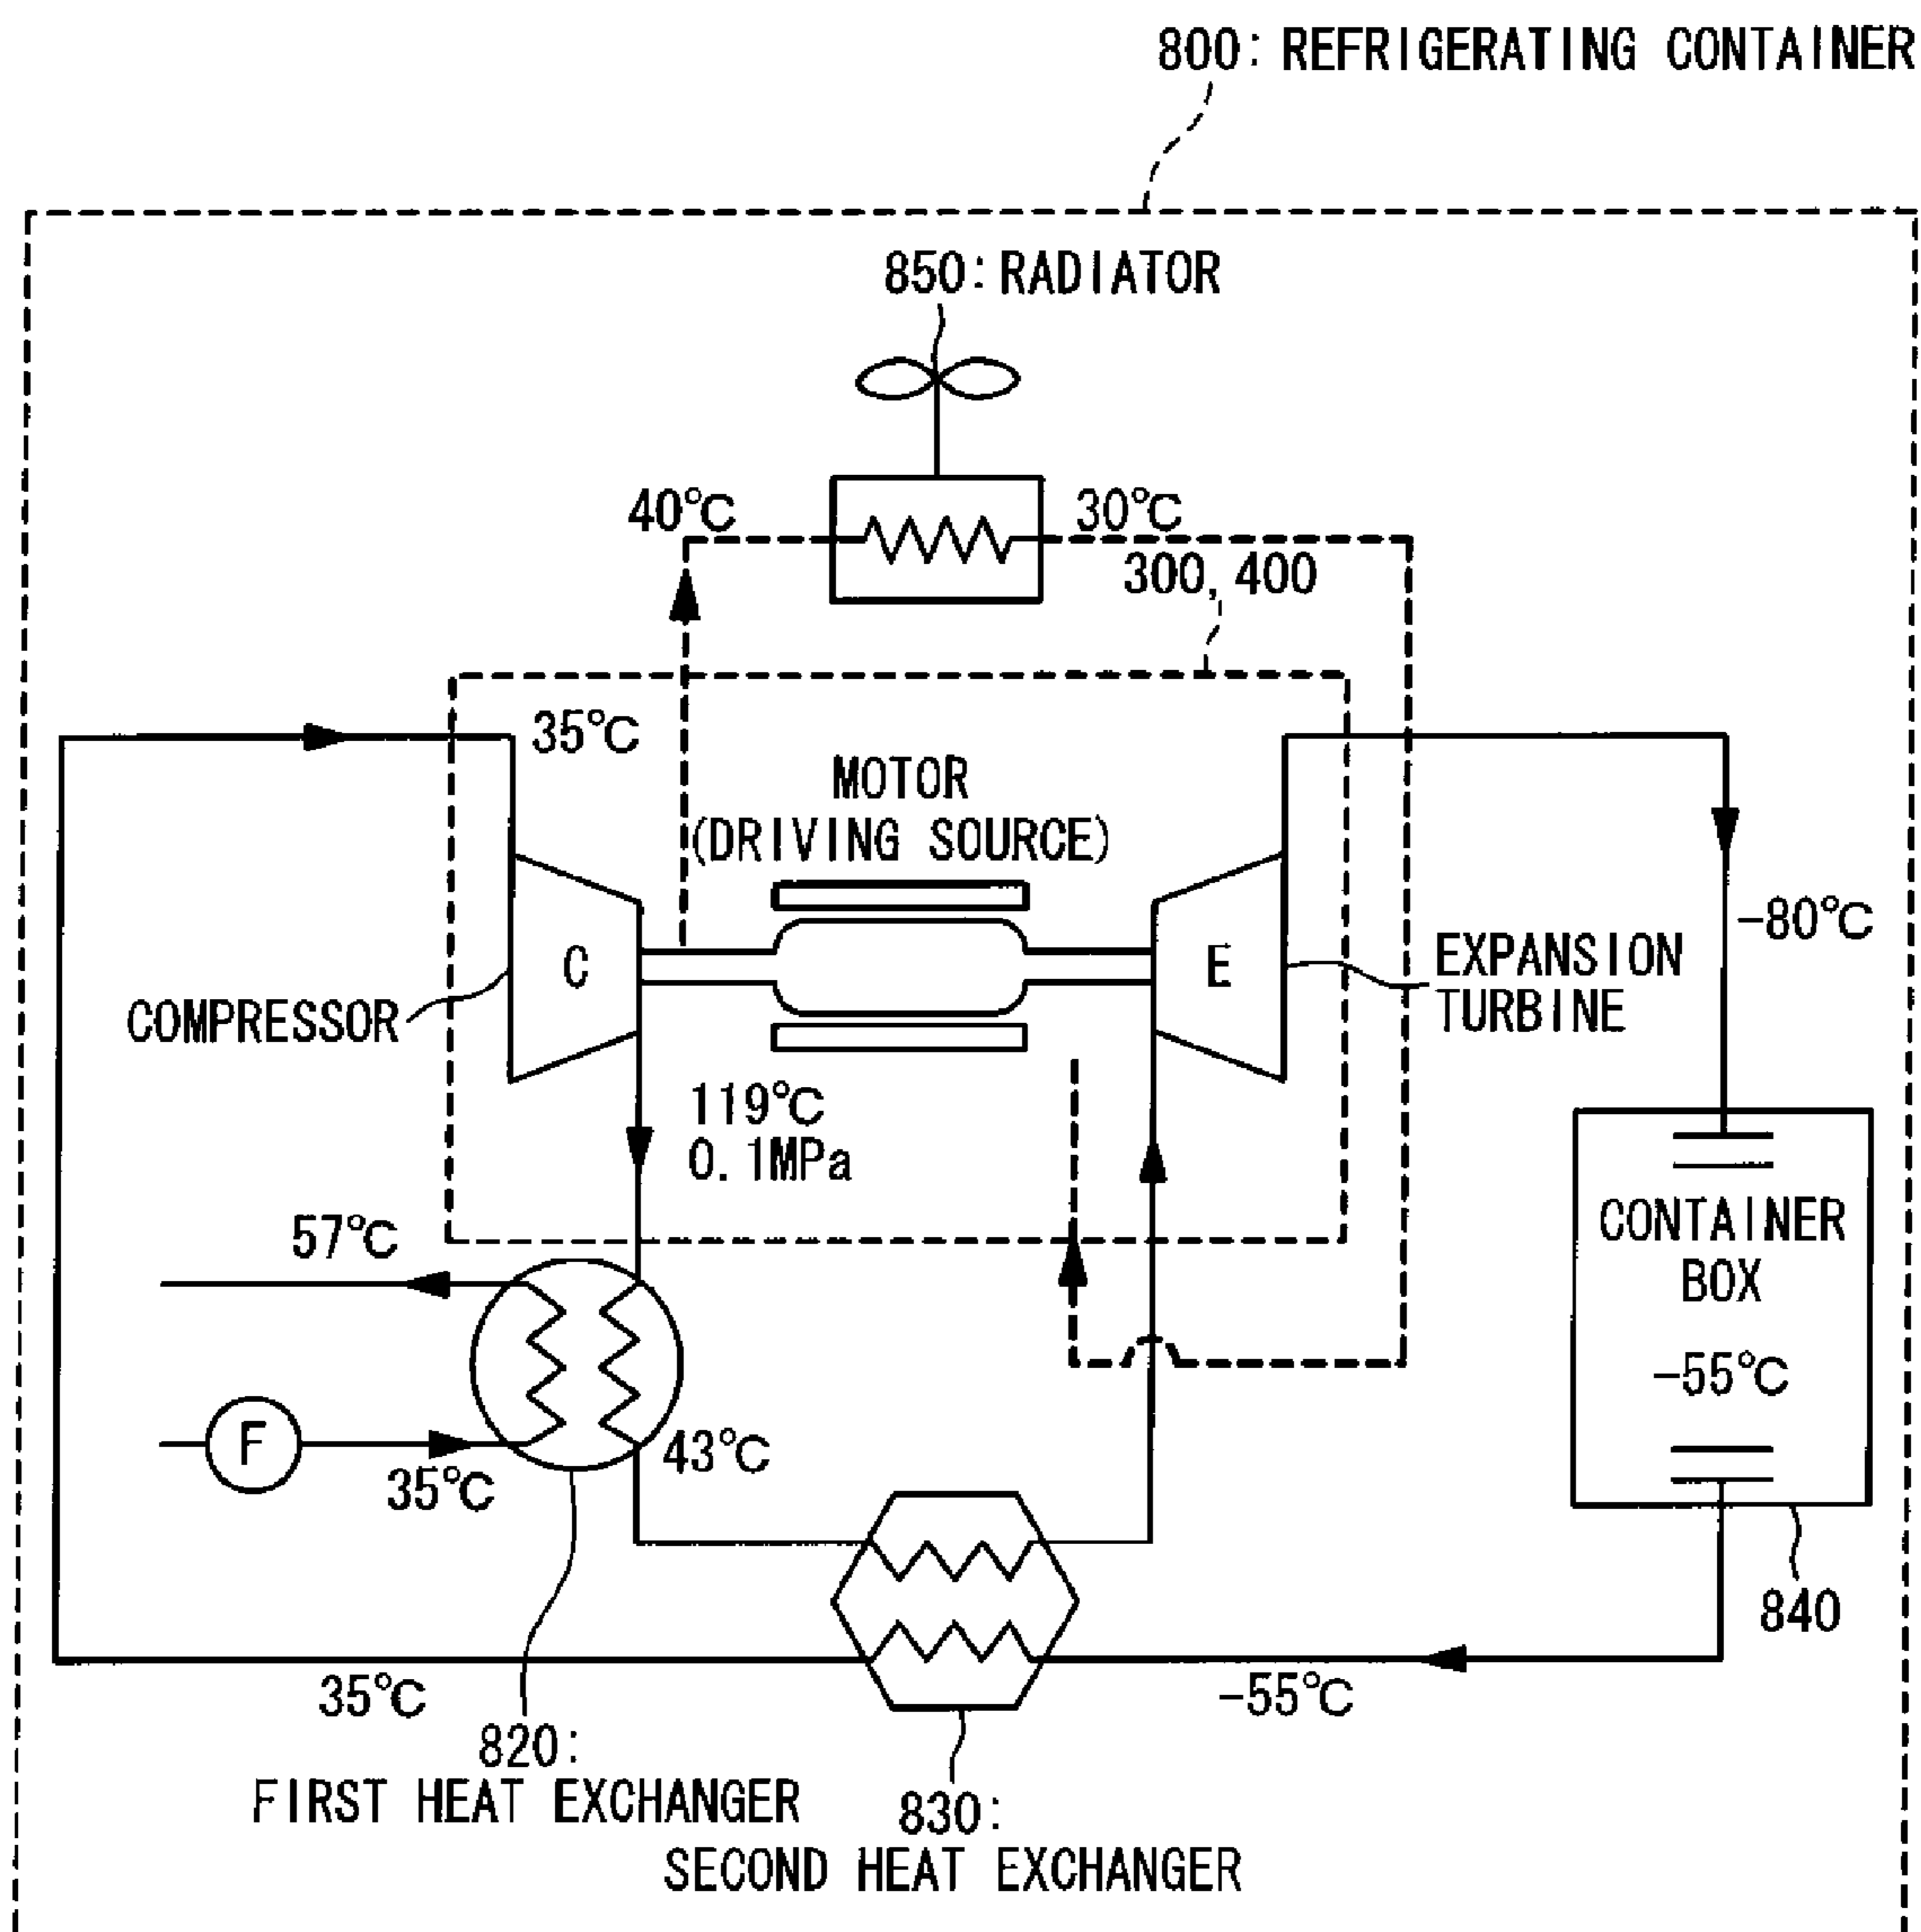 800: REFRIGERATING CONTAINER
850: RADIATOR
40℃
30℃
300, 400
35℃
MOTOR
(DRIVING SOURCE)
C
E
-80℃
EXPANSION
TURBINE
COMPRESSOR
119℃
0.1MPa
57℃
CONTAINER
BOX
-55℃
F
35℃
43℃
840
35℃
-55℃
820:
FIRST HEAT EXCHANGER
830:
SECOND HEAT EXCHANGER